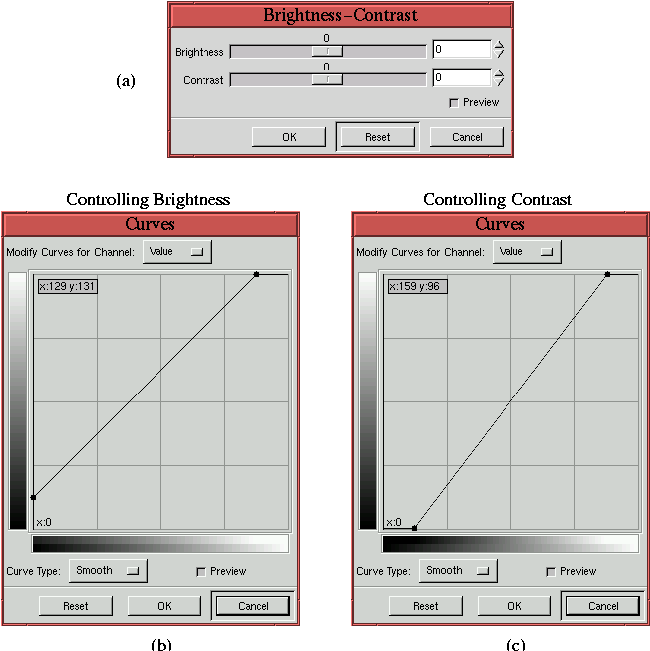 Brightness-Contrast
0
Brightness 0
0
(a) Contrast 0
Preview
OK Reset Cancel
Controlling Brightness
Curves
Modify Curves for Channel: Value
x:129 y:131
x:0
Curve Type: Smooth Preview
Reset OK Cancel
(b)
Controlling Contrast
Curves
Modify Curves for Channel: Value
x:159 y:96
x:0
Curve Type: Smooth Preview
Reset OK Cancel
(c)